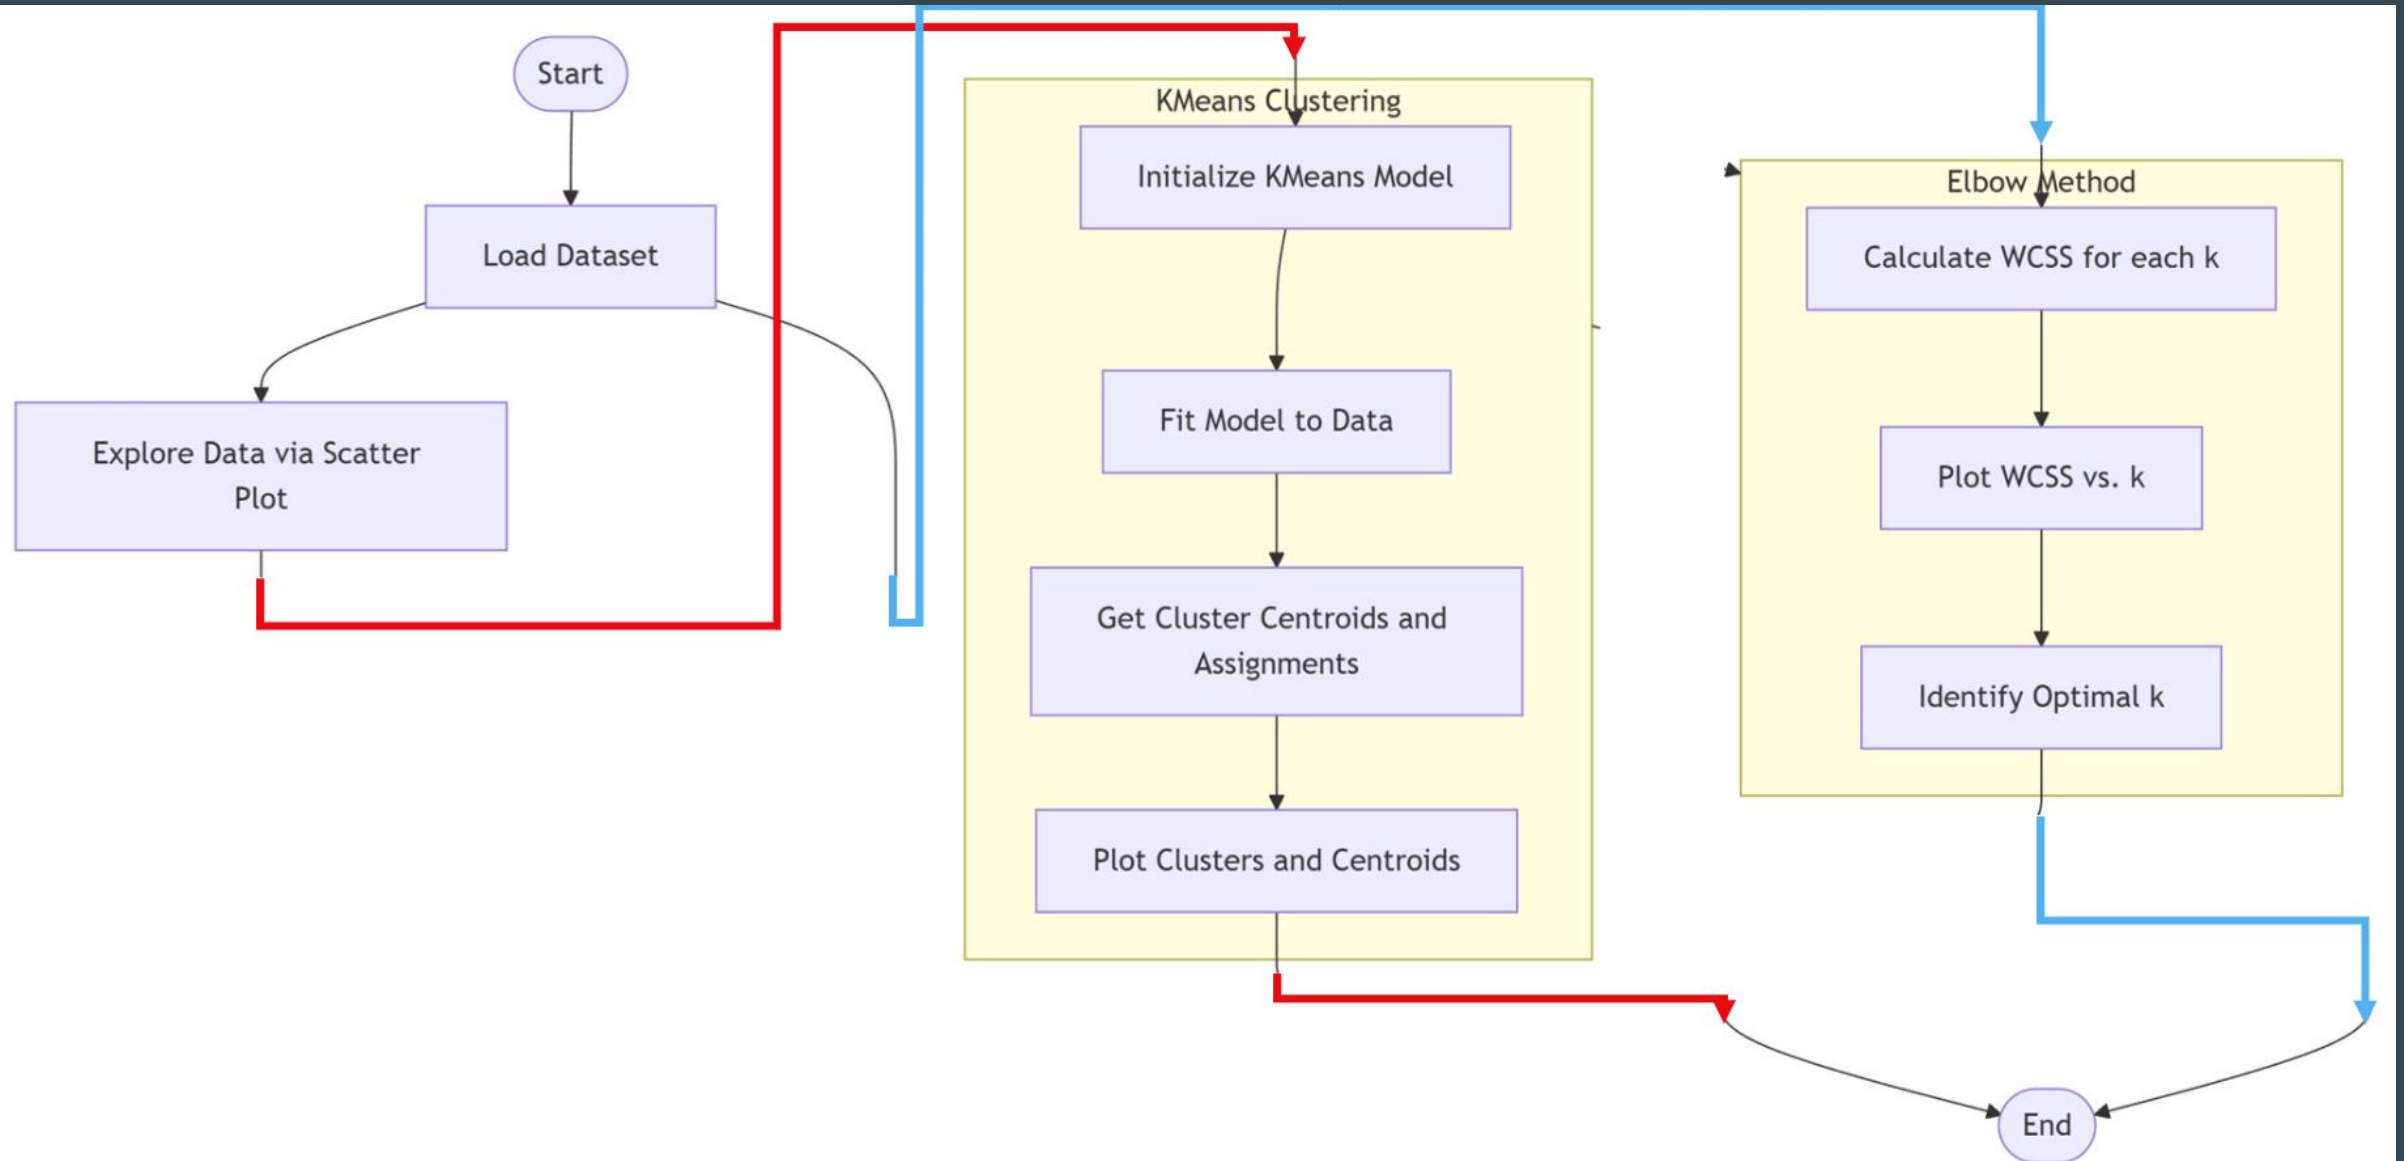 Start
Load Dataset
Explore Data via Scatter
Plot
KMeans Clustering
Initialize KMeans Model
Fit Model to Data
Get Cluster Centroids and
Assignments
Plot Clusters and Centroids
Elbow Method
Calculate WCSS for each k
Plot WCSS vs. k
Identify Optimal k
End